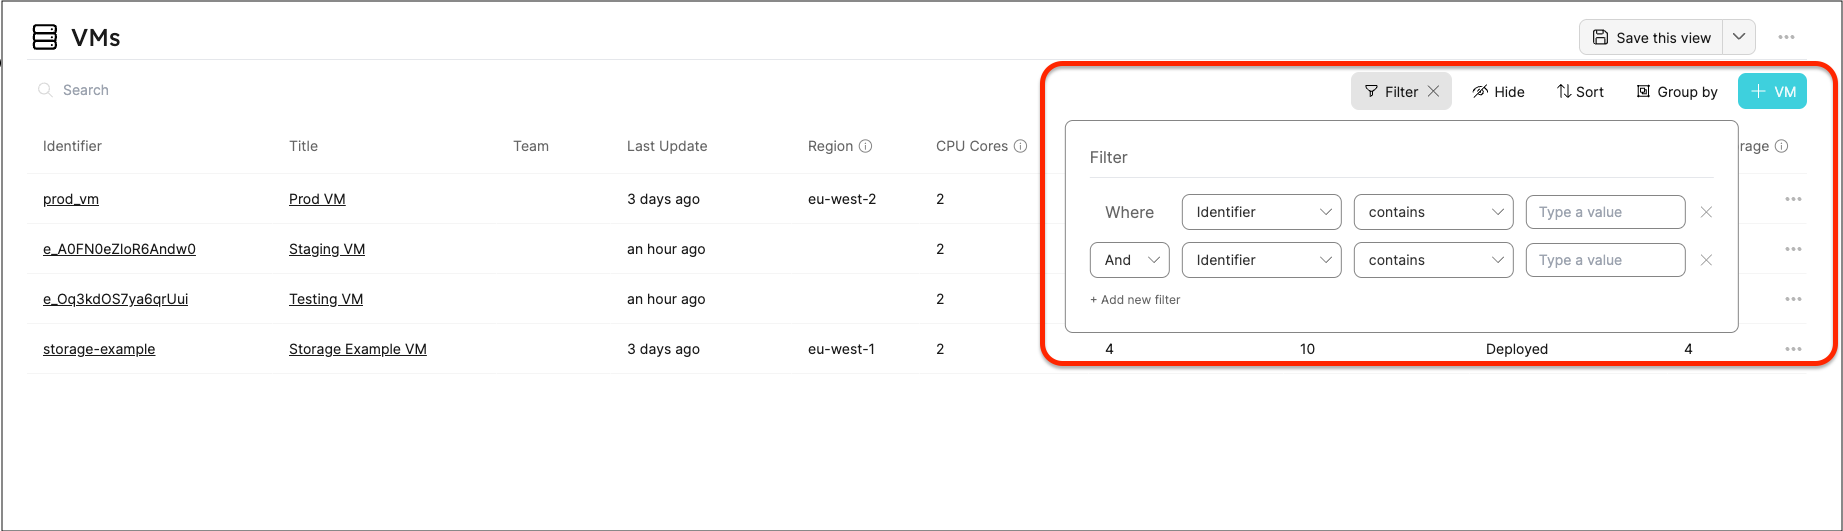 VMs
Save this view
Search
Filter Hide Sort Group by + VM
Identifier Title Team Last Update Region CPU Cores rage
Filter
Where Identifier contains Type a value
And Identifier contains Type a value
+ Add new filter
prod_vm Prod VM 3 days ago eu-west-2 2
e_A0FN0eZloR6Andw0 Staging VM an hour ago 2
e_Oq3kdOS7ya6qrUui Testing VM an hour ago 2
storage-example Storage Example VM 3 days ago eu-west-1 2 4 10 Deployed 4